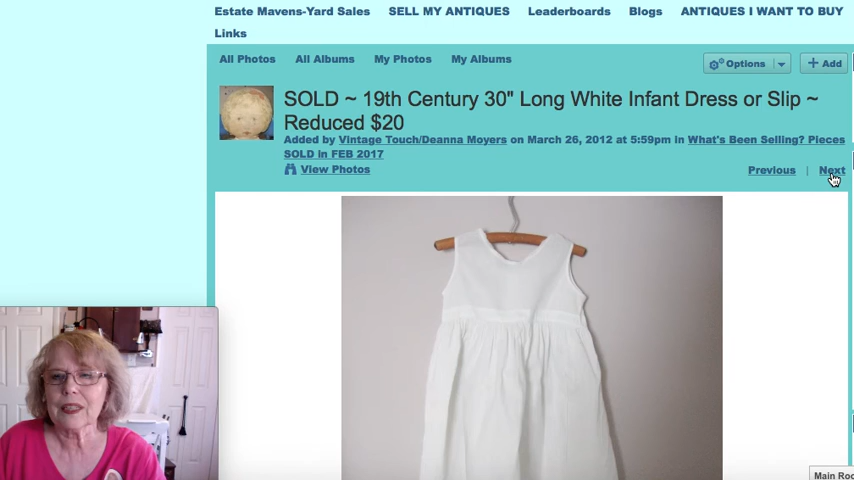 Estate Mavens-Yard Sales SELL MY ANTIQUES Leaderboards Blogs ANTIQUES I WANT TO BUY
Links
All Photos All Albums My Photos My Albums
Options + Add
SOLD ~ 19th Century 30" Long White Infant Dress or Slip ~
Reduced $20
Added by Vintage Touch/Deanna Moyers on March 26, 2012 at 5:59pm in What's Been Selling? Pieces
SOLD in FEB 2017
View Photos
Previous | Next
Main Roo